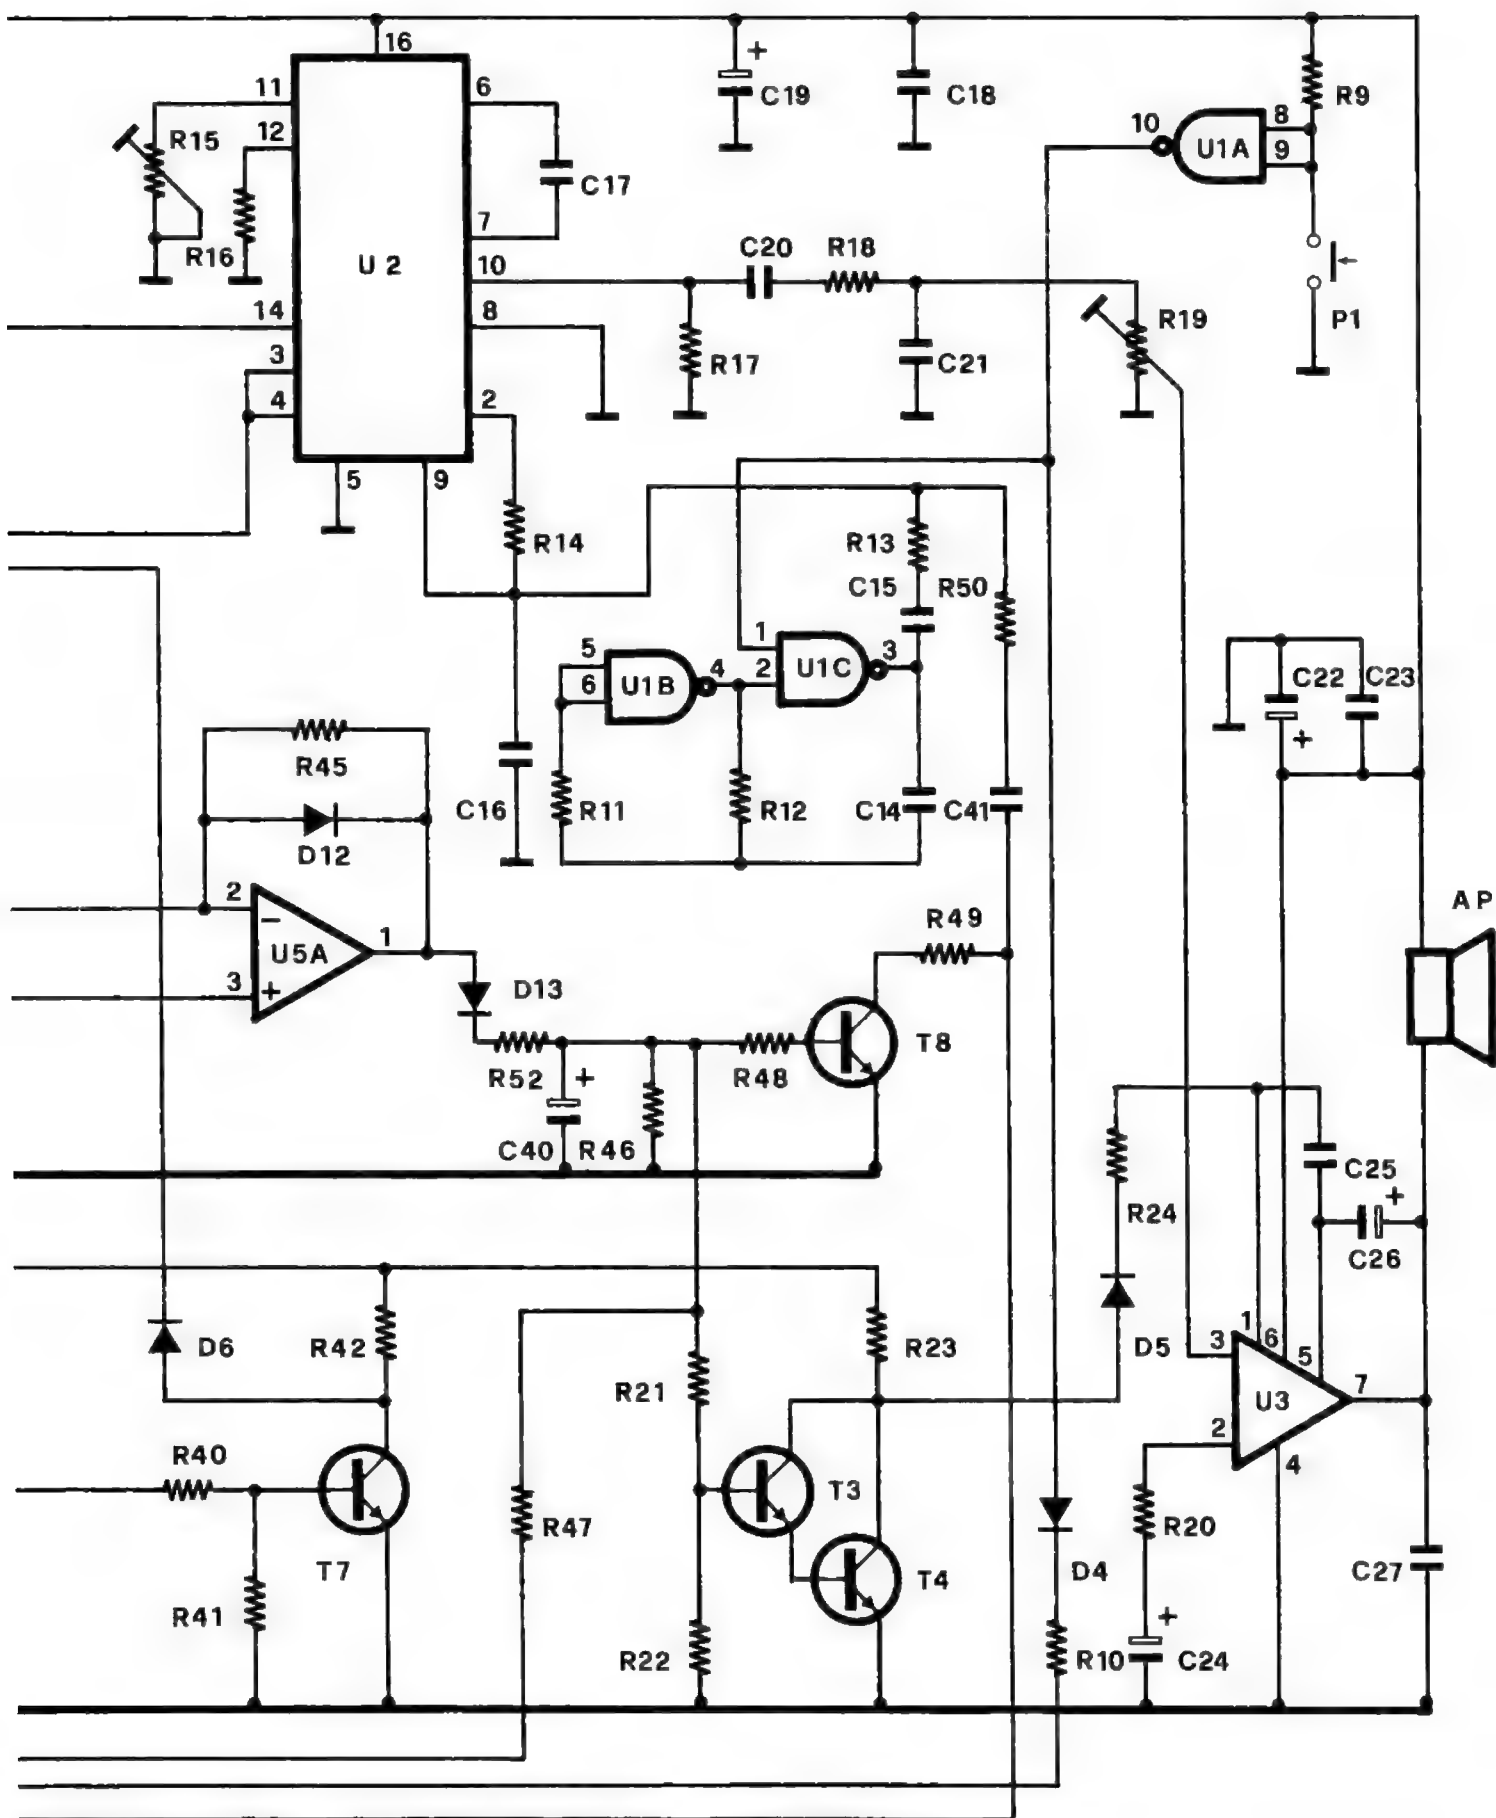 16
+
C19
C18
R9
11
6
10
8
U1A
9
R15
12
C17
R16
7
U 2
10
C20
R18
14
8
R17
C21
R19
P1
3
4
2
5
9
R14
R13
C15
R50
1
5
6
U1B
4
2
U1C
3
C22
C23
+
R45
D12
C16
R11
R12
C14
C41
AP
2
−
U5A
1
3
+
D13
R49
R52
+
R48
T8
C40
R46
R24
C25
+
C26
D6
R42
R21
R23
D5
3
1
6
5
U3
7
2
4
R40
T7
R47
T3
T4
R20
D4
C27
R41
R22
R10
+
C24